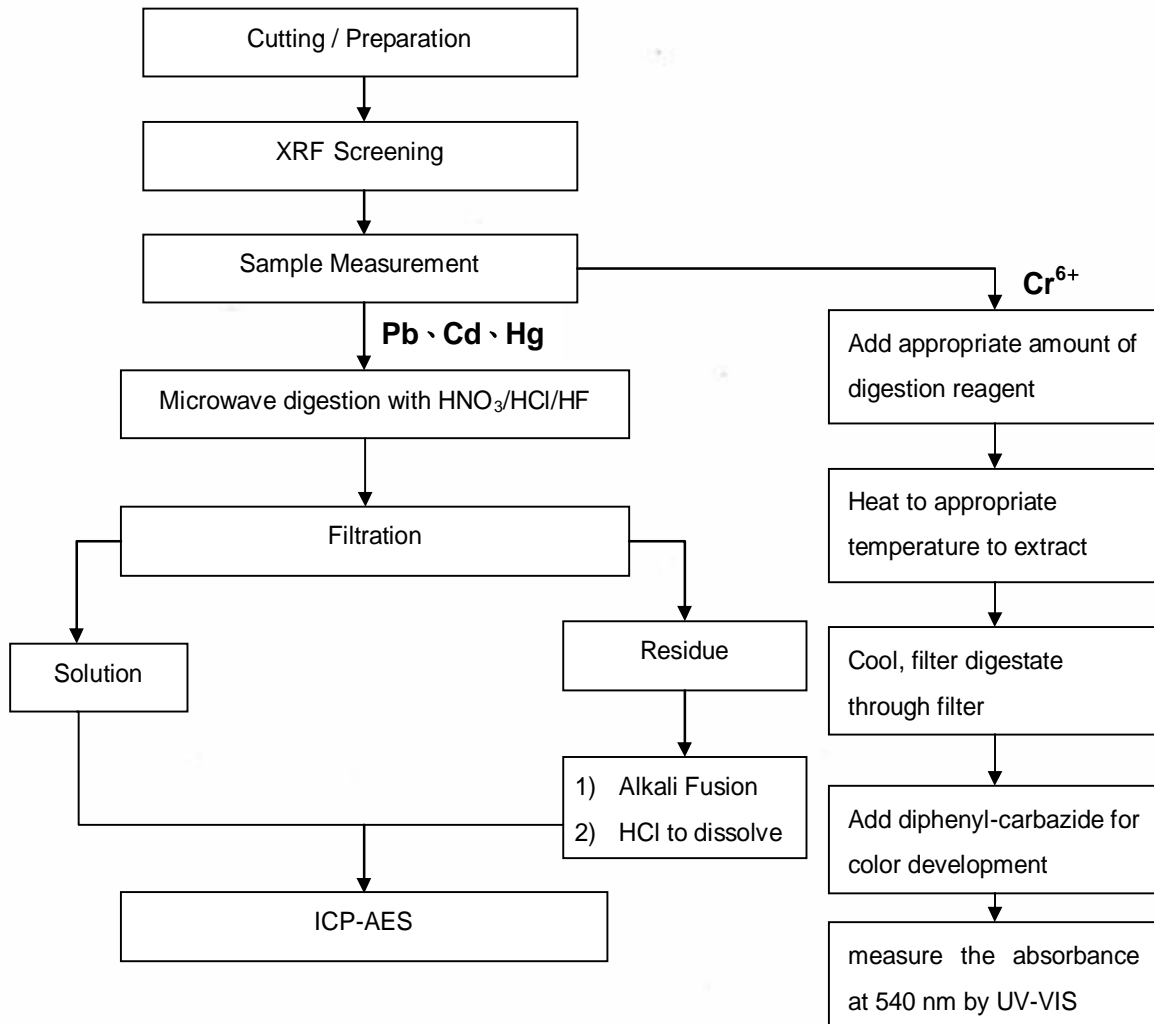 Cutting / Preparation
XRF Screening
Sample Measurement
Cr⁶⁺
Pb、Cd、Hg
Microwave digestion with HNO₃/HCl/HF
Filtration
Solution
Residue
1) Alkali Fusion
2) HCl to dissolve
ICP-AES
Add appropriate amount of
digestion reagent
Heat to appropriate
temperature to extract
Cool, filter digestate
through filter
Add diphenyl-carbazide for
color development
measure the absorbance
at 540 nm by UV-VIS